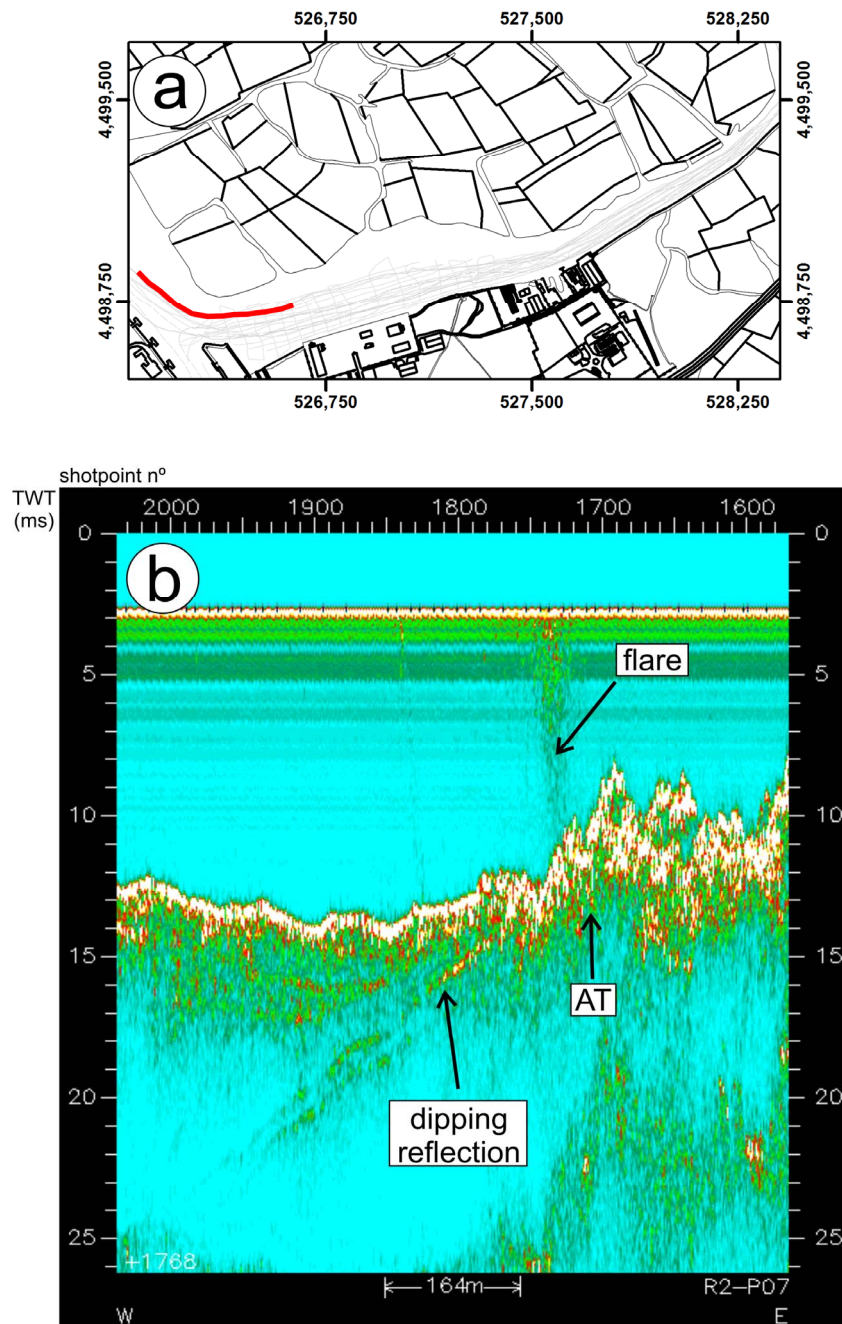 526,750 527,500 528,250
a
4,499,500 4,499,500
4,498,750 4,498,750
526,750 527,500 528,250
shotpoint nº
TWT
(ms)
2000 1900 1800 1700 1600
0 0
b
flare
5 5
10 10
15 15
AT
20 20
dipping
reflection
25 25
+1768
164m
R2-P07
W E